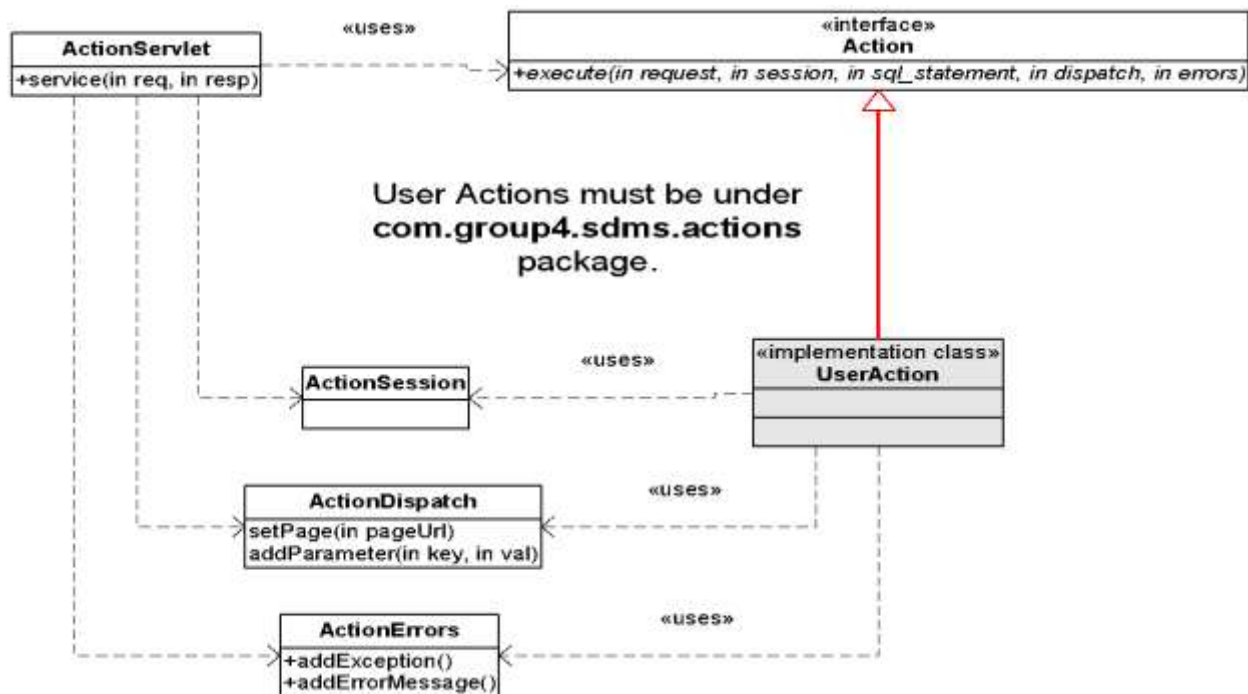 «uses»
«interface»
Action
+execute(in request, in session, in sql_statement, in dispatch, in errors)
ActionServlet
+service(in req, in resp)
User Actions must be under
com.group4.sdms.actions
package.
«uses»
«implementation class»
UserAction
ActionSession
«uses»
ActionDispatch
setPage(in pageUrl)
addParameter(in key, in val)
«uses»
ActionErrors
+addException()
+addErrorMessage()